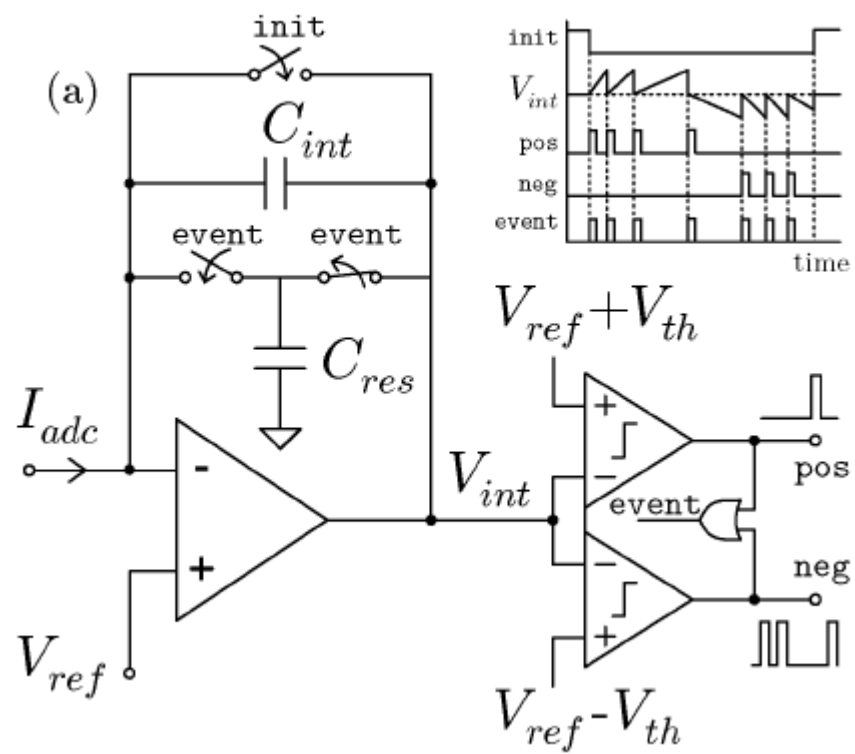 (a)
init
C_int
event event
C_res
I_adc
-
+
V_ref
V_int
init
V_int
pos
neg
event
time
V_ref+V_th
+
-
pos
event
-
+
neg
V_ref-V_th